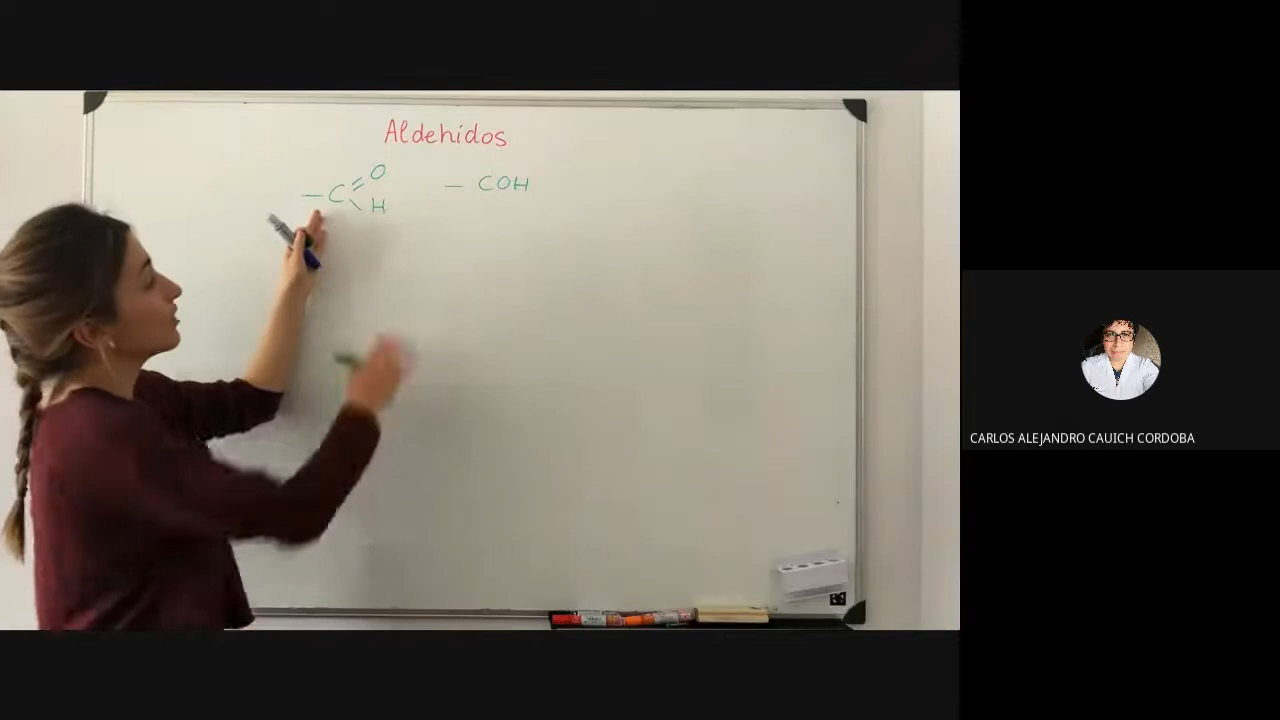 Aldehidos
— C = O \ H — COH
CARLOS ALEJANDRO CAUICH CORDOBA